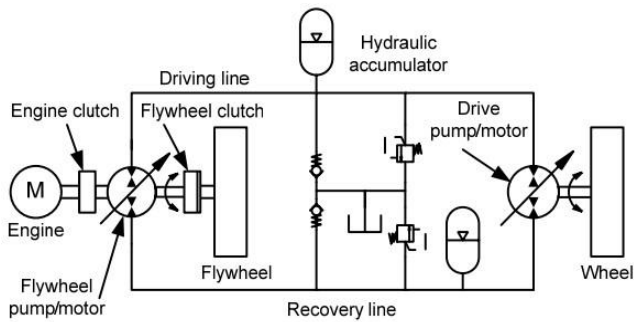 Hydraulic
accumulator
Driving line
Engine clutch
Flywheel clutch
Drive
pump/motor
M
Engine
Flywheel
Wheel
Flywheel
pump/motor
Recovery line